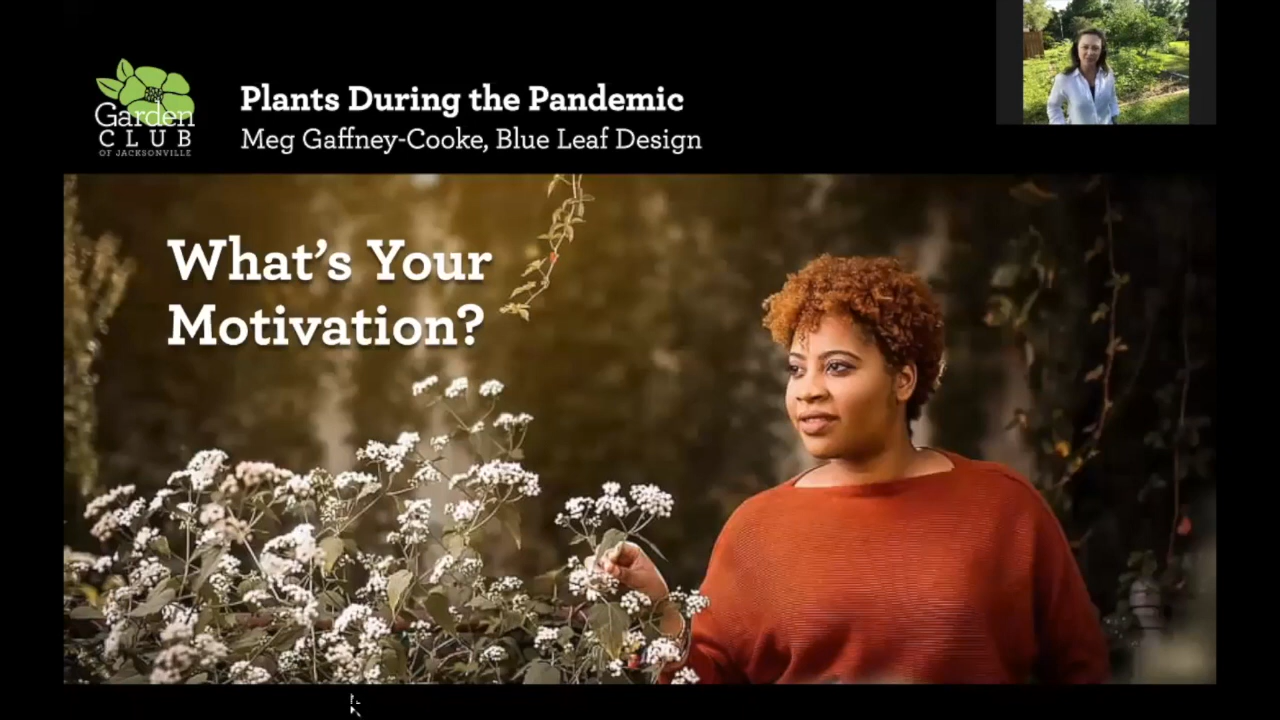 Garden
CLUB
OF JACKSONVILLE
Plants During the Pandemic
Meg Gaffney-Cooke, Blue Leaf Design
What's Your
Motivation?